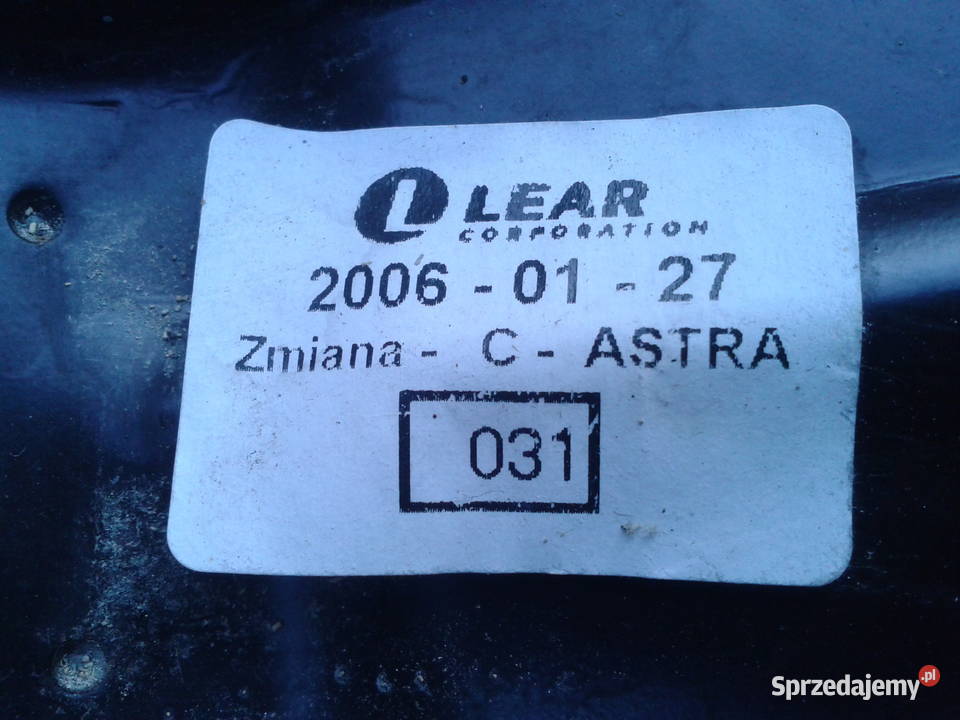 LEAR
CORPORATION
2006 - 01 - 27
Zmiana - C - ASTRA
031
Sprzedajemy.pl